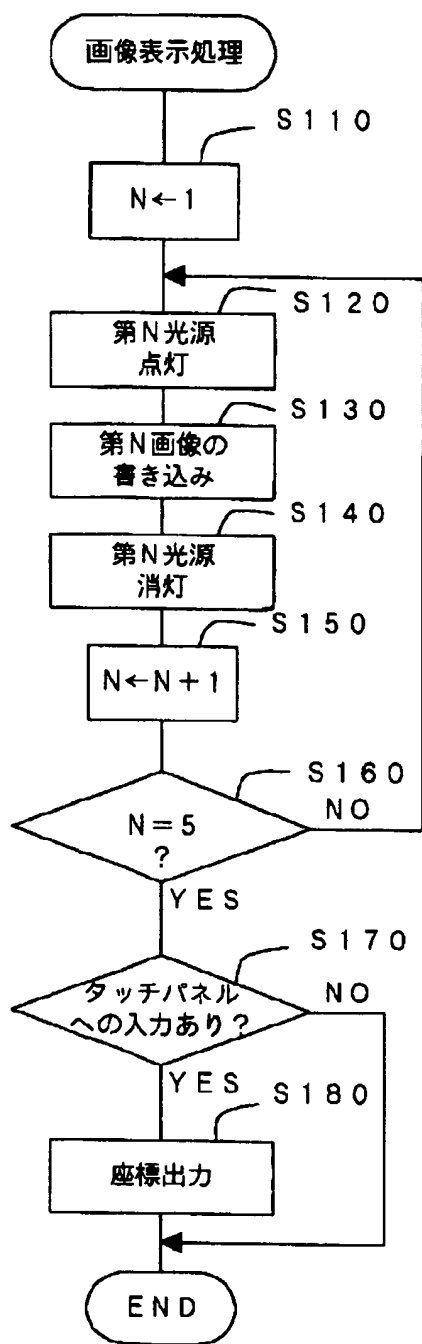 画像表示処理
S110
N←1
S120
第N光源
点灯
S130
第N画像の
書き込み
S140
第N光源
消灯
S150
N←N+1
S160
N=5
?
NO
YES
S170
タッチパネル
への入力あり?
NO
YES
S180
座標出力
END